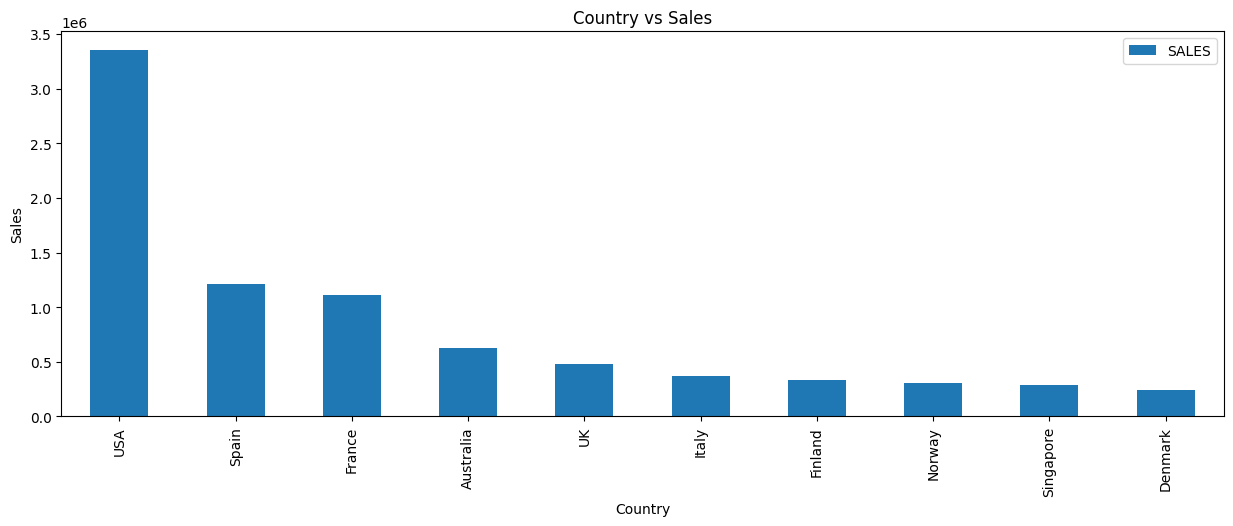 Country vs Sales
1e6
SALES
3.5
3.0
2.5
2.0
1.5
1.0
0.5
0.0
Sales
USA
Spain
France
Australia
UK
Italy
Finland
Norway
Singapore
Denmark
Country